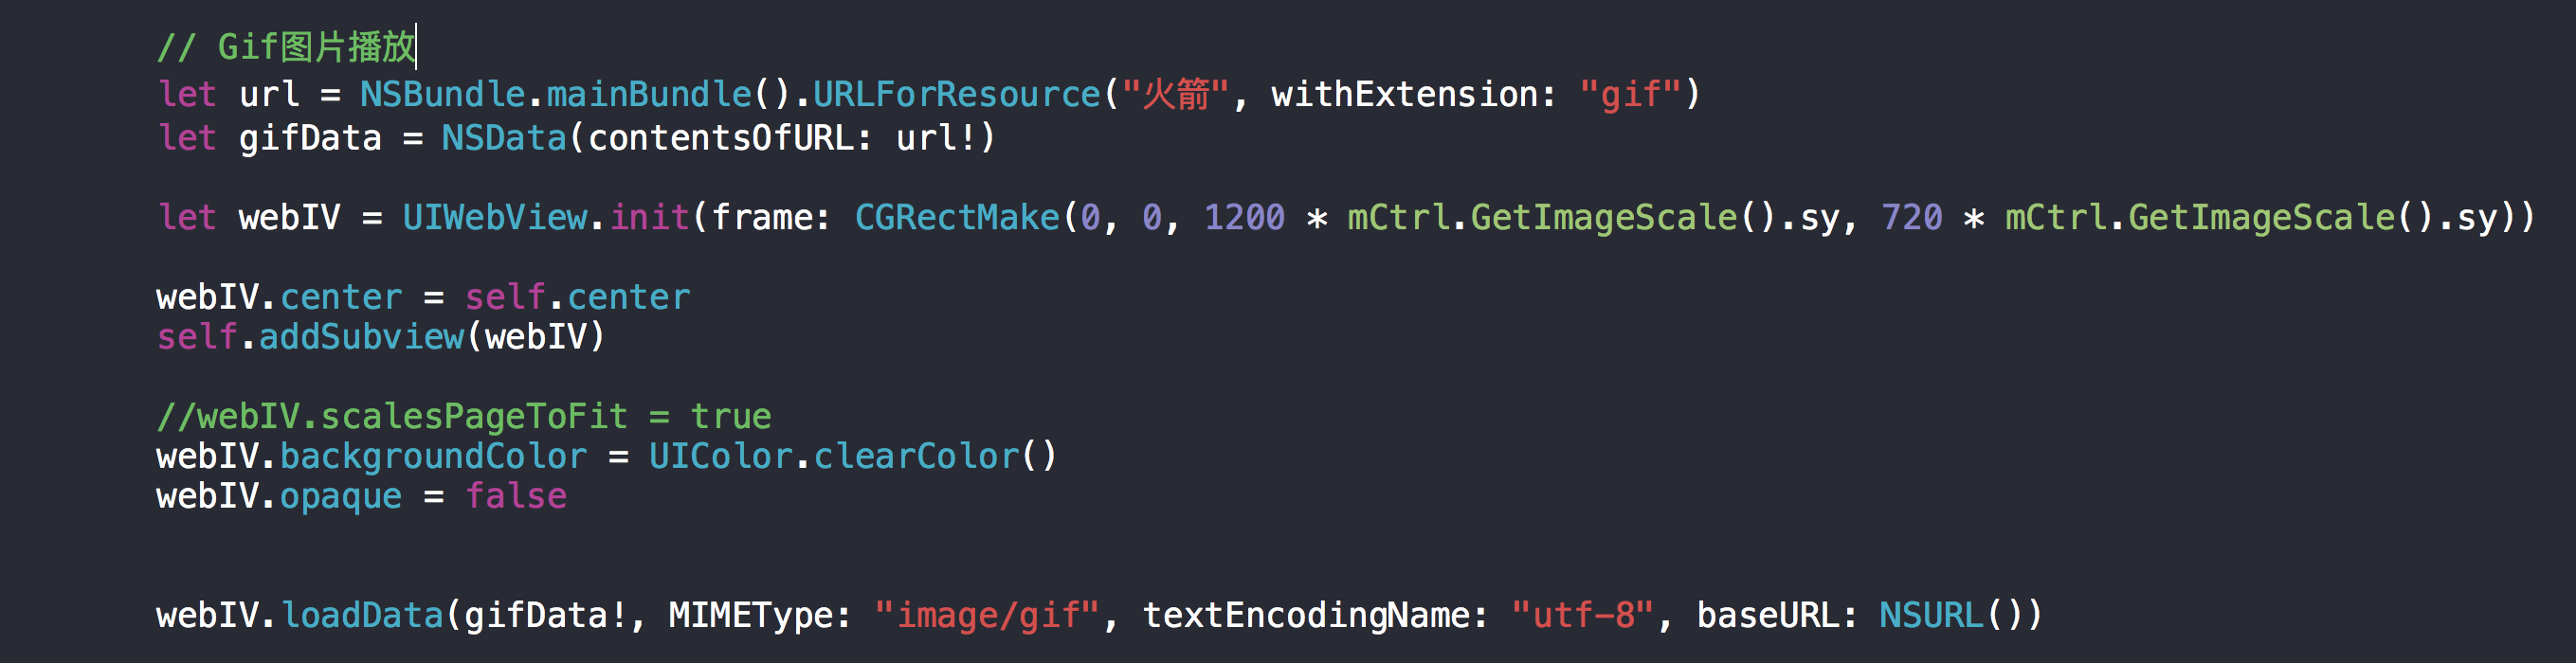 // Gif图片播放
let url = NSBundle.mainBundle().URLForResource("火箭", withExtension: "gif")
let gifData = NSData(contentsOfURL: url!)
let webIV = UIWebView.init(frame: CGRectMake(0, 0, 1200 * mCtrl.GetImageScale().sy, 720 * mCtrl.GetImageScale().sy))
webIV.center = self.center
self.addSubview(webIV)
//webIV.scalesPageToFit = true
webIV.backgroundColor = UIColor.clearColor()
webIV.opaque = false
webIV.loadData(gifData!, MIMEType: "image/gif", textEncodingName: "utf-8", baseURL: NSURL())